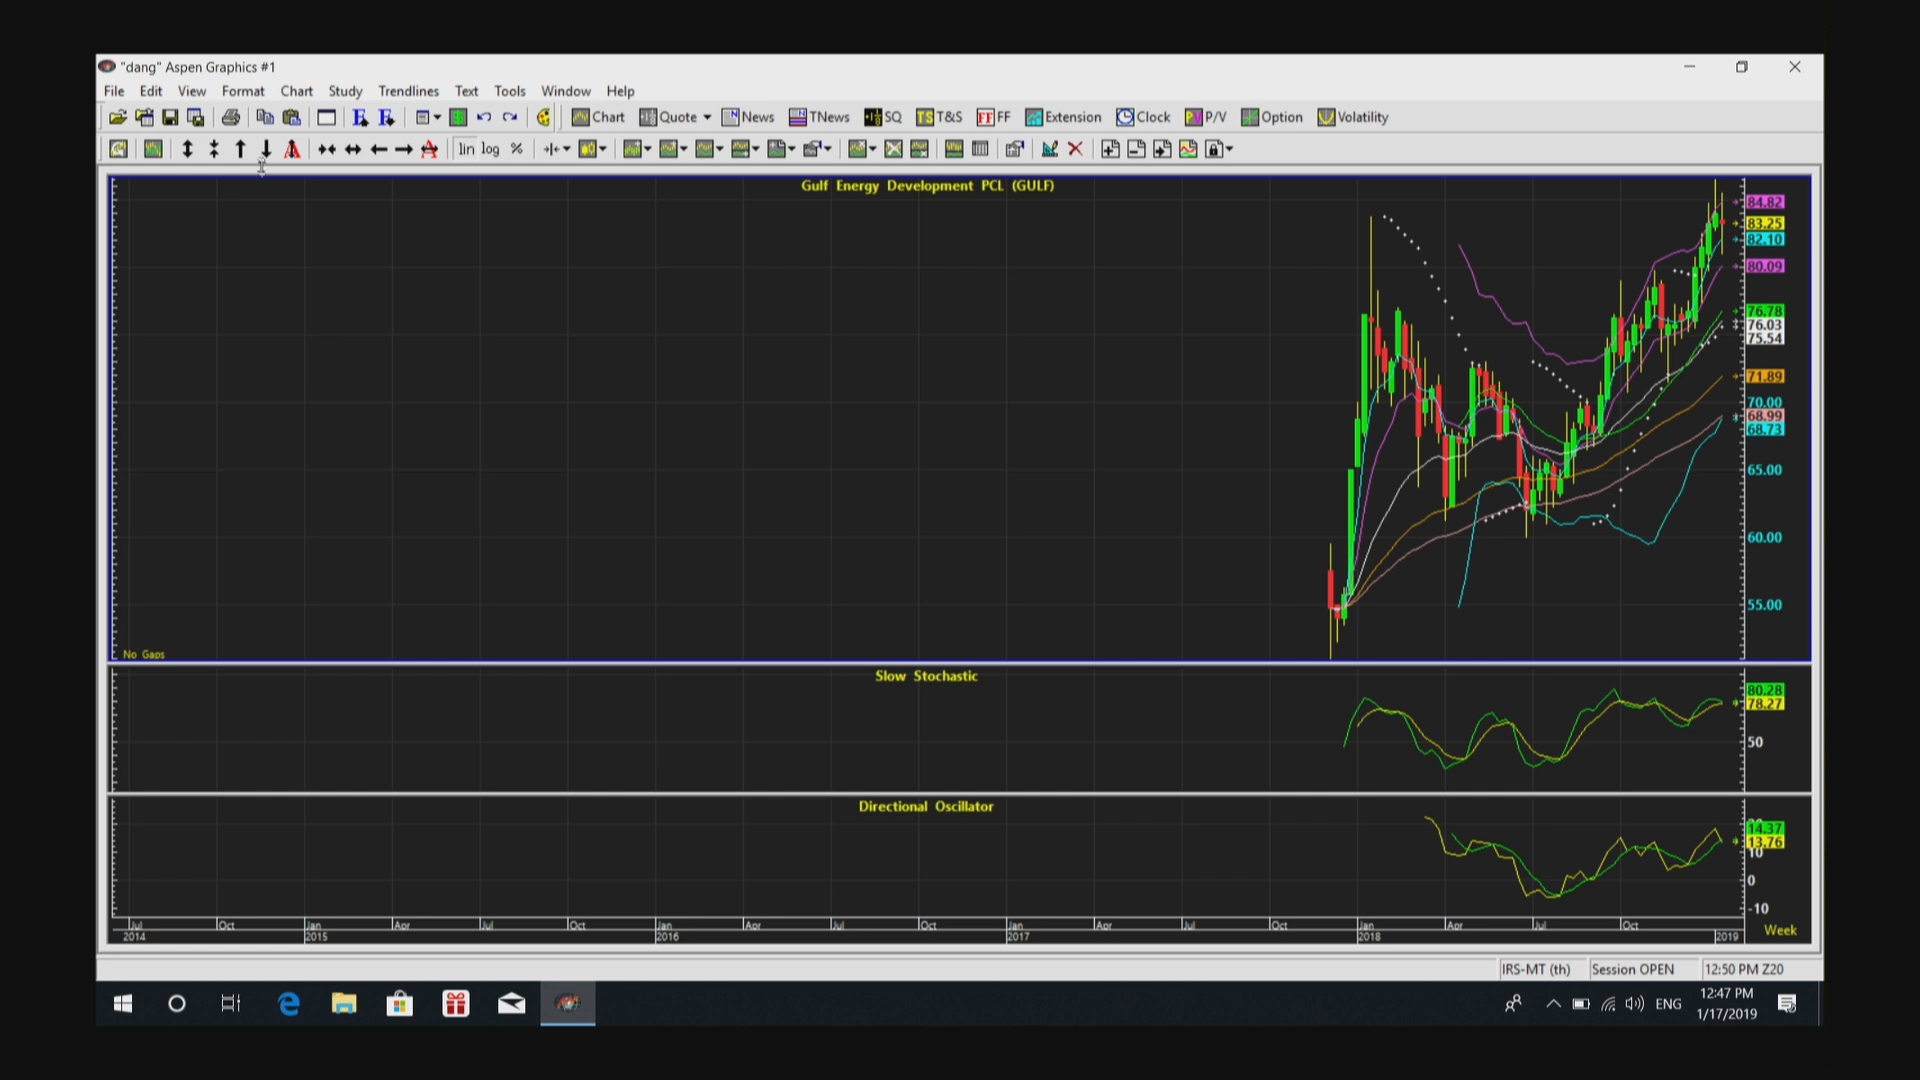 "dang" Aspen Graphics #1
File Edit View Format Chart Study Trendlines Text Tools Window Help
Chart Quote News TNews SQ T&S FF FF Extension Clock P/V Option Volatility
lin log %
Gulf Energy Development PCL (GULF)
84.82
83.25
82.10
80.09
76.78
76.03
75.54
71.89
70.00
68.99
68.73
65.00
60.00
55.00
No Gaps
Slow Stochastic
80.28
78.27
50
Directional Oscillator
14.37
13.76
10
0
-10
Jul Oct Jan Apr Jul Oct Jan Apr Jul Oct Jan Apr Jul Oct Jan Apr Jul Oct
2014 2015 2016 2017 2018 2019
Week
IRS-MT (th) Session OPEN 12:50 PM Z20
ENG
12:47 PM
1/17/2019